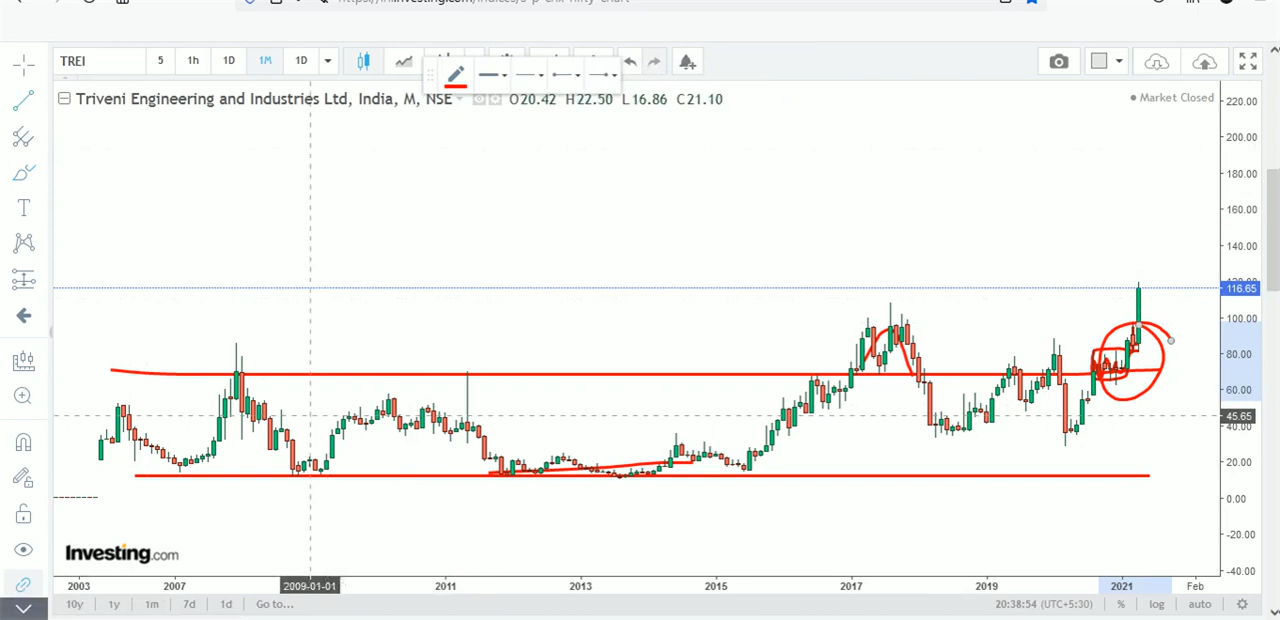 TREI 5 1h 1D 1M 1D
Triveni Engineering and Industries Ltd, India, M, NSE O20.42 H22.50 L16.86 C21.10
Market Closed
220.00
200.00
180.00
160.00
140.00
116.65
100.00
80.00
60.00
45.65
40.00
20.00
0.00
-20.00
-40.00
Investing.com
2003 2007 2009-01-01 2011 2013 2015 2017 2019 2021 Feb
10y 1y 1m 7d 1d Go to... 20:38:54 (UTC+5:30) % log auto